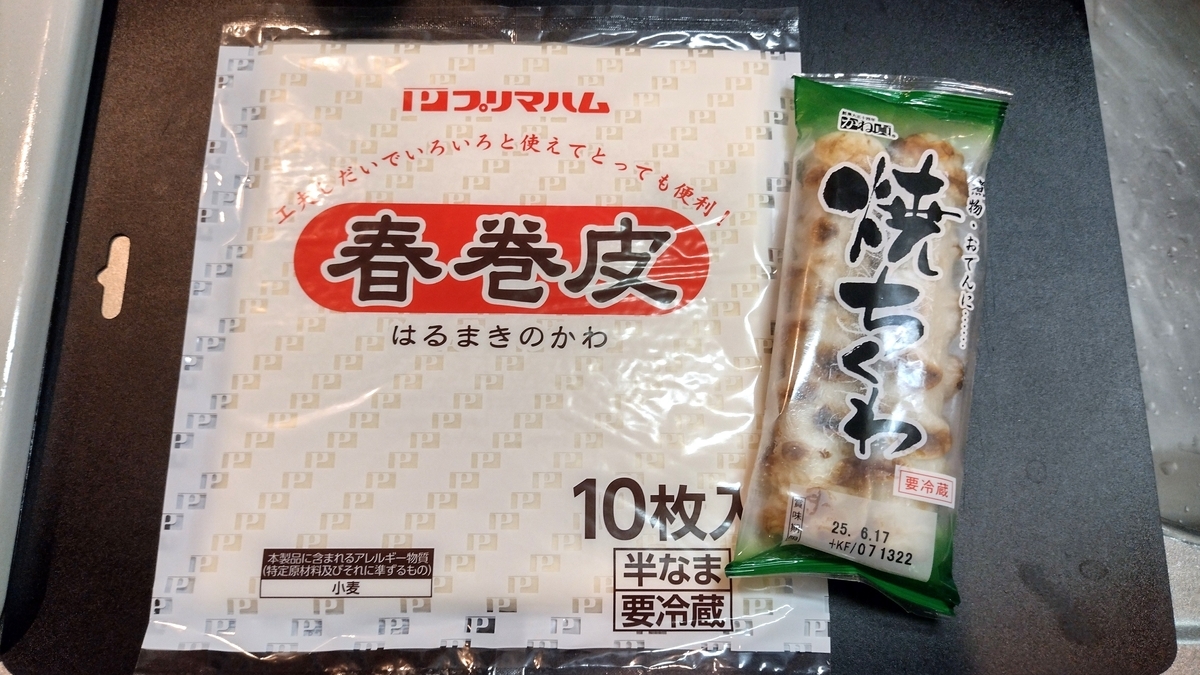 プリマハム
工夫しだいでいろいろと使えてとっても便利!
春巻皮
はるまきのかわ
10枚入
半なま
要冷蔵
本製品に含まれるアレルギー物質
(特定原材料及びそれに準ずるもの)
小麦
焼ちくわ
煮物・おでんに……
要冷蔵
賞味期限
25. 6.17
+KF/071322